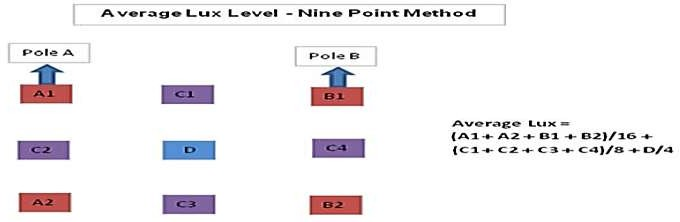 Average Lux Level - Nine Point Method
Pole A
Pole B
A1
C1
B1
C2
D
C4
A2
C3
B2
Average Lux =
(A1+ A2 + B1 + B2)/16 +
(C1+ C2 + C3 + C4)/8 + D/4